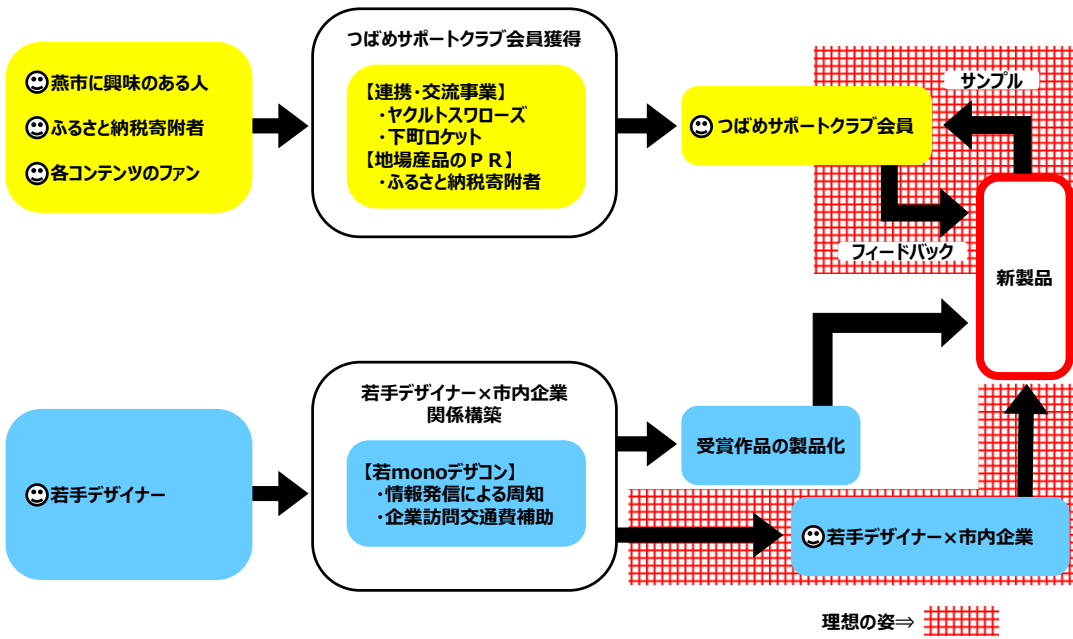 燕市に興味のある人
ふるさと納税寄附者
各コンテンツのファン
つばめサポートクラブ会員獲得
【連携・交流事業】
・ヤクルトスワローズ
・下町ロケット
【地場産品のＰＲ】
・ふるさと納税寄附者
つばめサポートクラブ会員
サンプル
フィードバック
新製品
若手デザイナー
若手デザイナー×市内企業
関係構築
【若monoデザコン】
・情報発信による周知
・企業訪問交通費補助
受賞作品の製品化
若手デザイナー×市内企業
理想の姿⇒